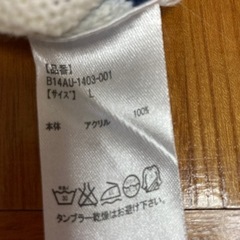 【品番】
B14AU-1403-001
【サイズ】 L
本体 アクリル 100%
タンブラー乾燥はお避け下さい